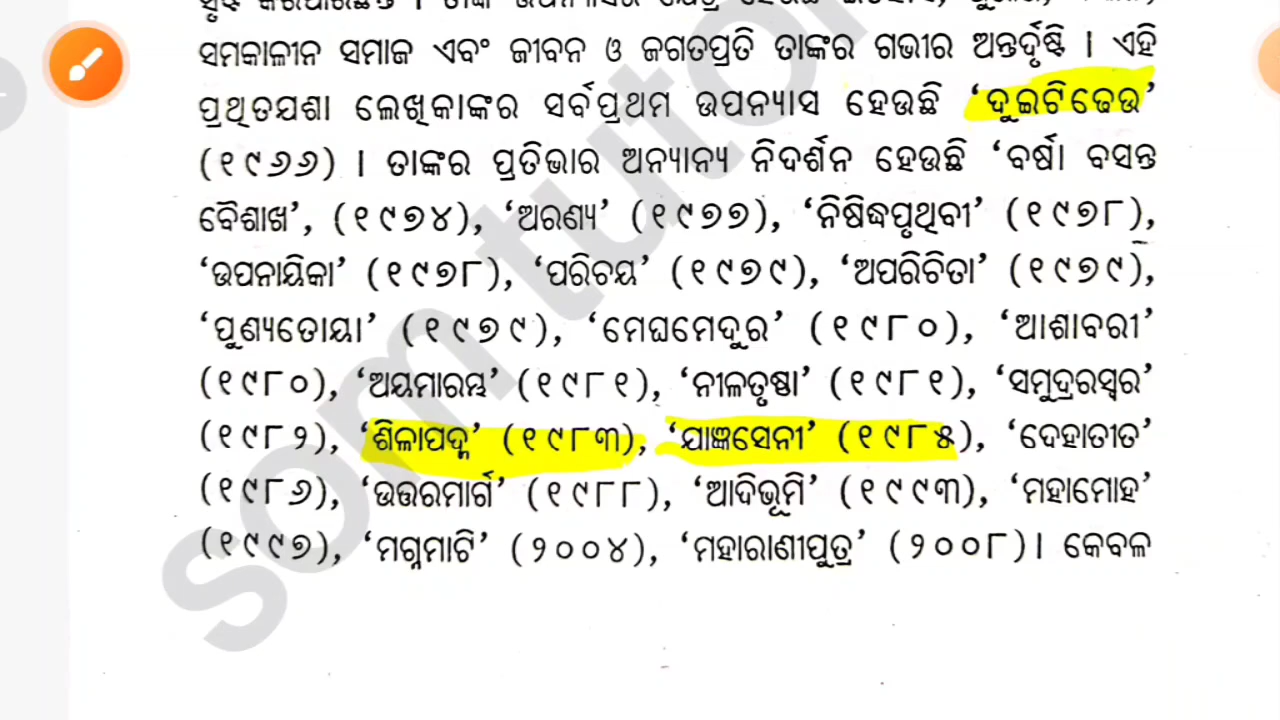 ସମକାଳୀନ ସମାଜ ଏବଂ ଜୀବନ ଓ ଜଗତପ୍ରତି ତାଙ୍କର ଗଭୀର ଅନ୍ତର୍ଦୃଷ୍ଟି । ଏହି
ପ୍ରଥିତଯଶା ଲେଖିକାଙ୍କର ସର୍ବପ୍ରଥମ ଉପନ୍ୟାସ ହେଉଛି ‘ଦୁଇଟି ଢେଉ’
(୧୯୬୬) । ତାଙ୍କର ପ୍ରତିଭାର ଅନ୍ୟାନ୍ୟ ନିଦର୍ଶନ ହେଉଛି ‘ବର୍ଷା ବସନ୍ତ
ବୈଶାଖ’, (୧୯୭୪), ‘ଅରଣ୍ୟ’ (୧୯୭୭), ‘ନିଷିଦ୍ଧପୃଥିବୀ’ (୧୯୭୮),
‘ଉପନାୟିକା’ (୧୯୭୮), ‘ପରିଚୟ’ (୧୯୭୯), ‘ଅପରିଚିତା’ (୧୯୭୯),
‘ପୁଣ୍ୟତୋୟା’ (୧୯୭୯), ‘ମେଘମେଦୁର’ (୧୯୮୦), ‘ଆଶାବରୀ’
(୧୯୮୦), ‘ଅୟମାରମ୍ଭ’ (୧୯୮୧), ‘ନୀଳତୃଷ୍ଣା’ (୧୯୮୧), ‘ସମୁଦ୍ରରସ୍ୱର’
(୧୯୮୨), ‘ଶିଳାପଦ୍ମ’ (୧୯୮୩), ‘ଯାଜ୍ଞସେନୀ’ (୧୯୮୫), ‘ଦେହାତୀତ’
(୧୯୮୬), ‘ଉତ୍ତରମାର୍ଗ’ (୧୯୮୮), ‘ଆଦିଭୂମି’ (୧୯୯୩), ‘ମହାମୋହ’
(୧୯୯୭), ‘ମଗ୍ନମାଟି’ (୨୦୦୪), ‘ମହାରାଣୀପୁତ୍ର’ (୨୦୦୮)। କେବଳ
som tutor